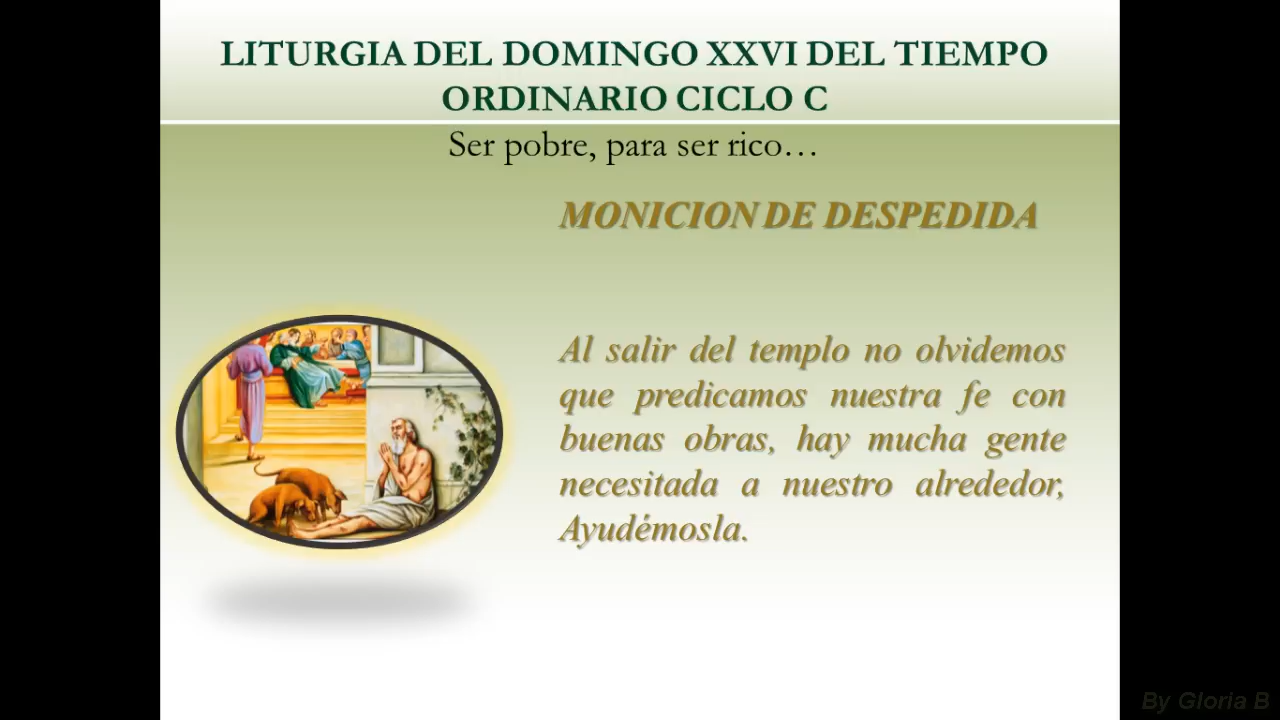 LITURGIA DEL DOMINGO XXVI DEL TIEMPO
ORDINARIO CICLO C
Ser pobre, para ser rico…
MONICION DE DESPEDIDA
Al salir del templo no olvidemos
que predicamos nuestra fe con
buenas obras, hay mucha gente
necesitada a nuestro alrededor,
Ayudémosla.
By Gloria B